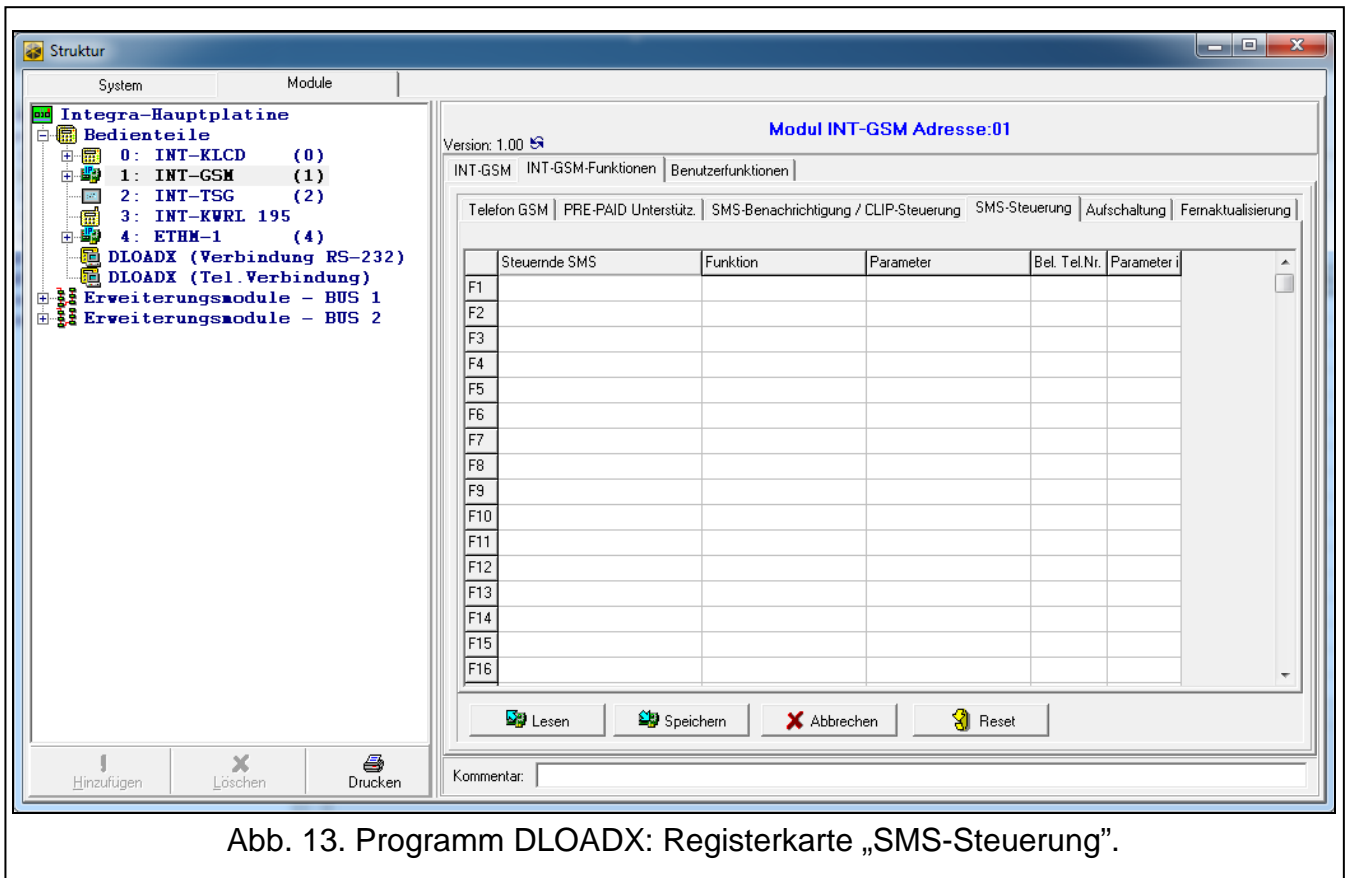 Struktur
System Module
Integra-Hauptplatine
Bedienteile
0: INT-KLCD (0)
1: INT-GSM (1)
2: INT-TSG (2)
3: INT-KWRL 195
4: ETHM-1 (4)
DLOADX (Verbindung RS-232)
DLOADX (Tel.Verbindung)
Erweiterungsmodule - BUS 1
Erweiterungsmodule - BUS 2
Hinzufügen Löschen Drucken
Modul INT-GSM Adresse:01
Version: 1.00
INT-GSM INT-GSM-Funktionen Benutzerfunktionen
Telefon GSM PRE-PAID Unterstütz. SMS-Benachrichtigung / CLIP-Steuerung SMS-Steuerung Aufschaltung Fernaktualisierung
Steuernde SMS Funktion Parameter Bel. Tel.Nr. Parameter i
F1
F2
F3
F4
F5
F6
F7
F8
F9
F10
F11
F12
F13
F14
F15
F16
Lesen Speichern Abbrechen Reset
Kommentar:
Abb. 13. Programm DLOADX: Registerkarte „SMS-Steuerung”.